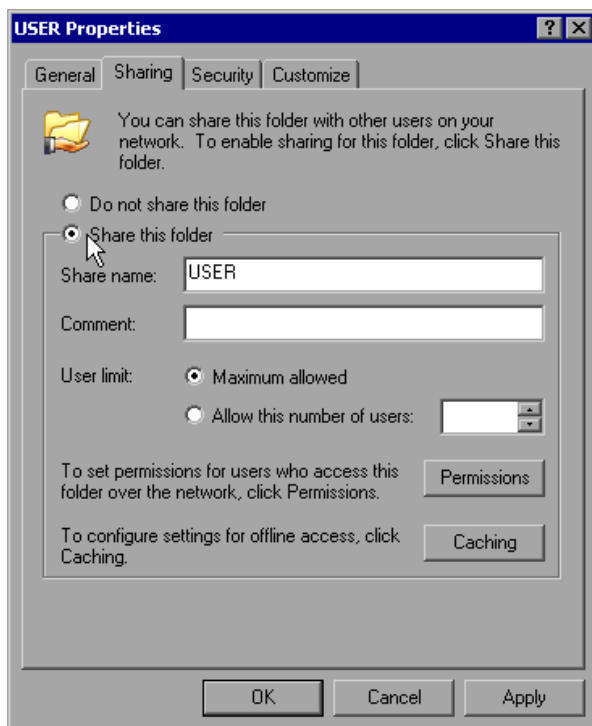 USER Properties
General Sharing Security Customize
You can share this folder with other users on your
network. To enable sharing for this folder, click Share this
folder.
Do not share this folder
Share this folder
Share name: USER
Comment:
User limit: Maximum allowed
Allow this number of users:
To set permissions for users who access this
folder over the network, click Permissions.
Permissions
To configure settings for offline access, click
Caching.
Caching
OK Cancel Apply